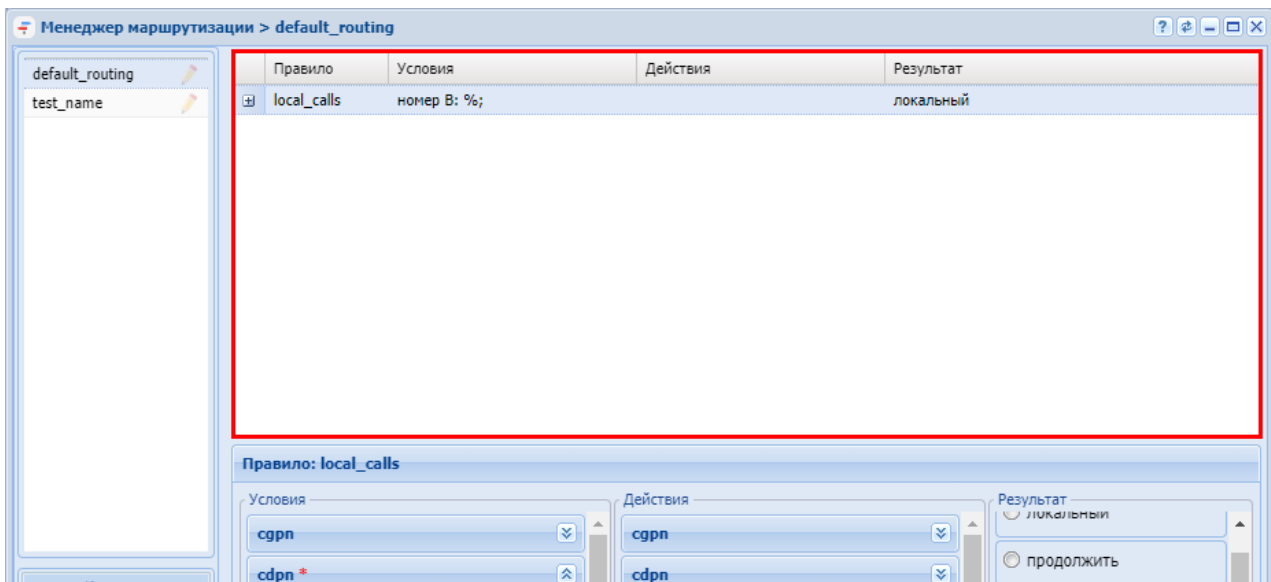 Менеджер маршрутизации > default_routing
default_routing
test_name
Правило Условия Действия Результат
local_calls номер B: %; локальный
Правило: local_calls
Условия Действия Результат
cgpn cgpn локальный
cdpn * cdpn продолжить